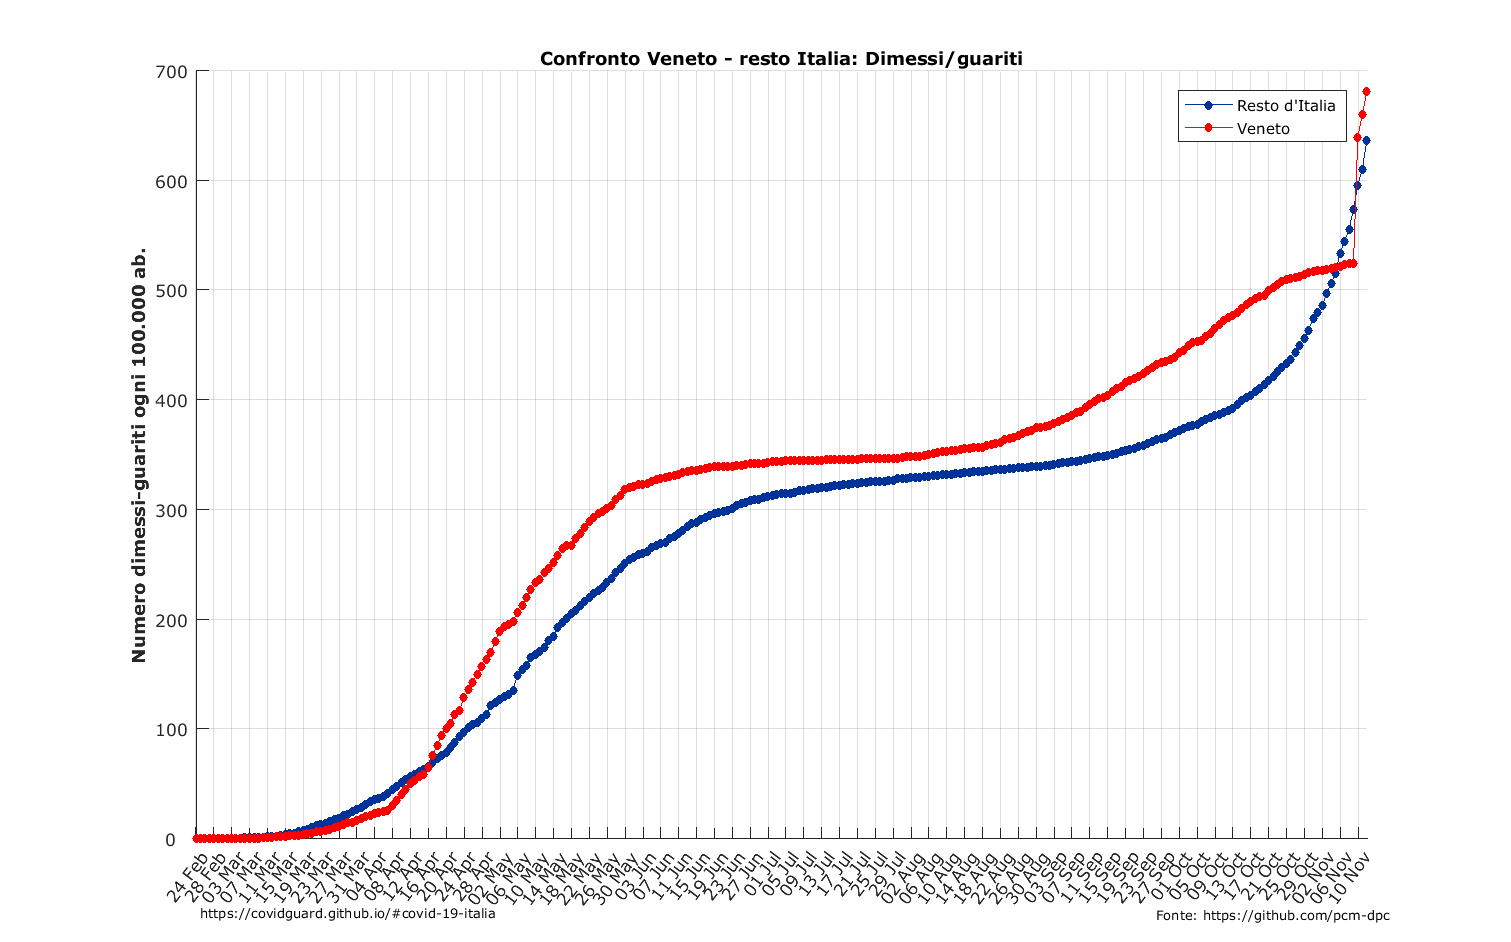 Confronto Veneto - resto Italia: Dimessi/guariti
Numero dimessi-guariti ogni 100.000 ab.
700
600
500
400
300
200
100
0
Resto d'Italia
Veneto
24 Feb
28 Feb
03 Mar
07 Mar
11 Mar
15 Mar
19 Mar
23 Mar
27 Mar
31 Mar
04 Apr
08 Apr
12 Apr
16 Apr
20 Apr
24 Apr
28 Apr
02 May
06 May
10 May
14 May
18 May
22 May
26 May
30 May
03 Jun
07 Jun
11 Jun
15 Jun
19 Jun
23 Jun
27 Jun
01 Jul
05 Jul
09 Jul
13 Jul
17 Jul
21 Jul
25 Jul
29 Jul
02 Aug
06 Aug
10 Aug
14 Aug
18 Aug
22 Aug
26 Aug
30 Aug
03 Sep
07 Sep
11 Sep
15 Sep
19 Sep
23 Sep
27 Sep
01 Oct
05 Oct
09 Oct
13 Oct
17 Oct
21 Oct
25 Oct
29 Oct
02 Nov
06 Nov
10 Nov
https://covidguard.github.io/#covid-19-italia
Fonte: https://github.com/pcm-dpc